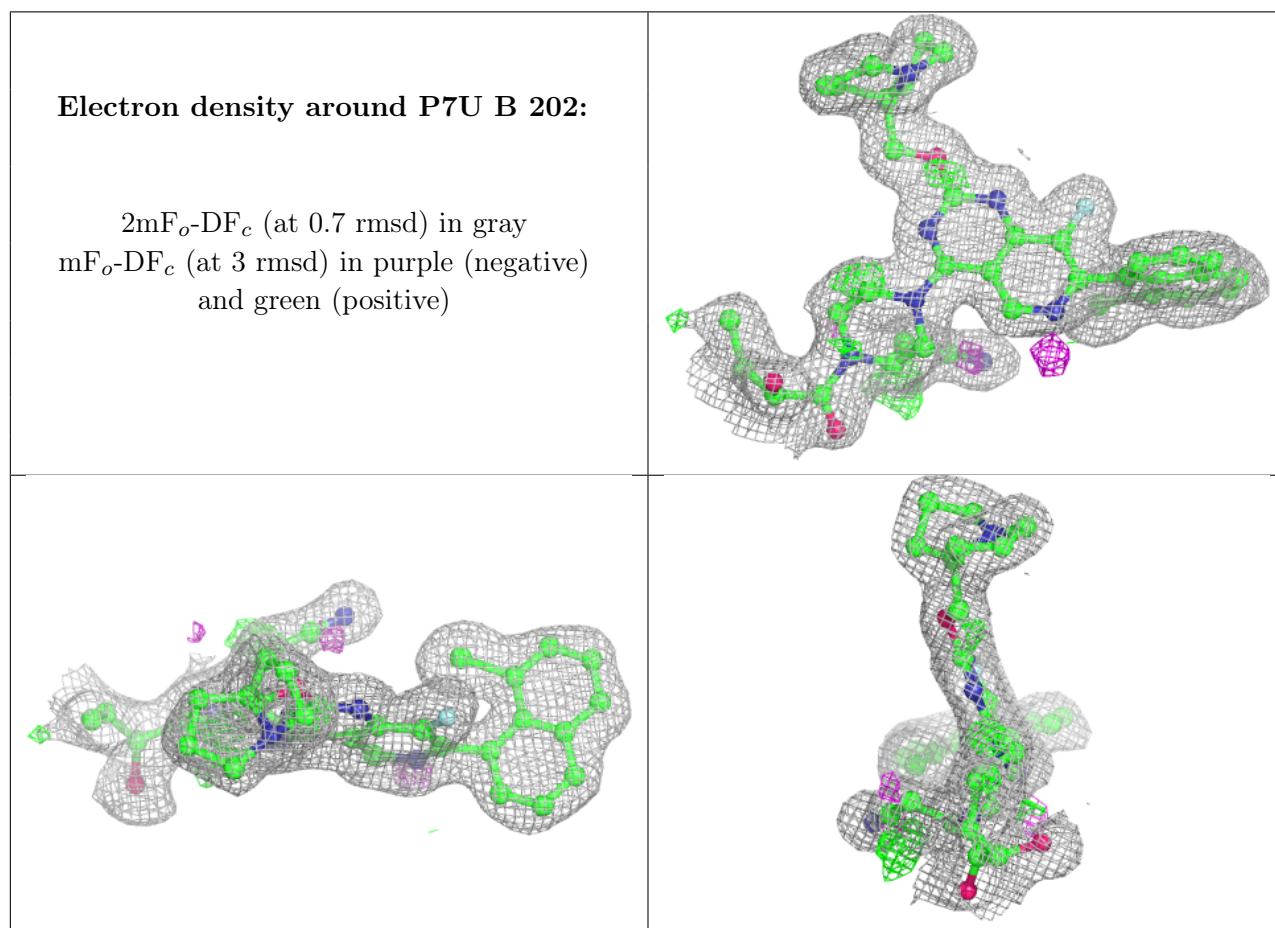 Electron density around P7U B 202:
2mFo-DFc (at 0.7 rmsd) in gray
mFo-DFc (at 3 rmsd) in purple (negative)
and green (positive)